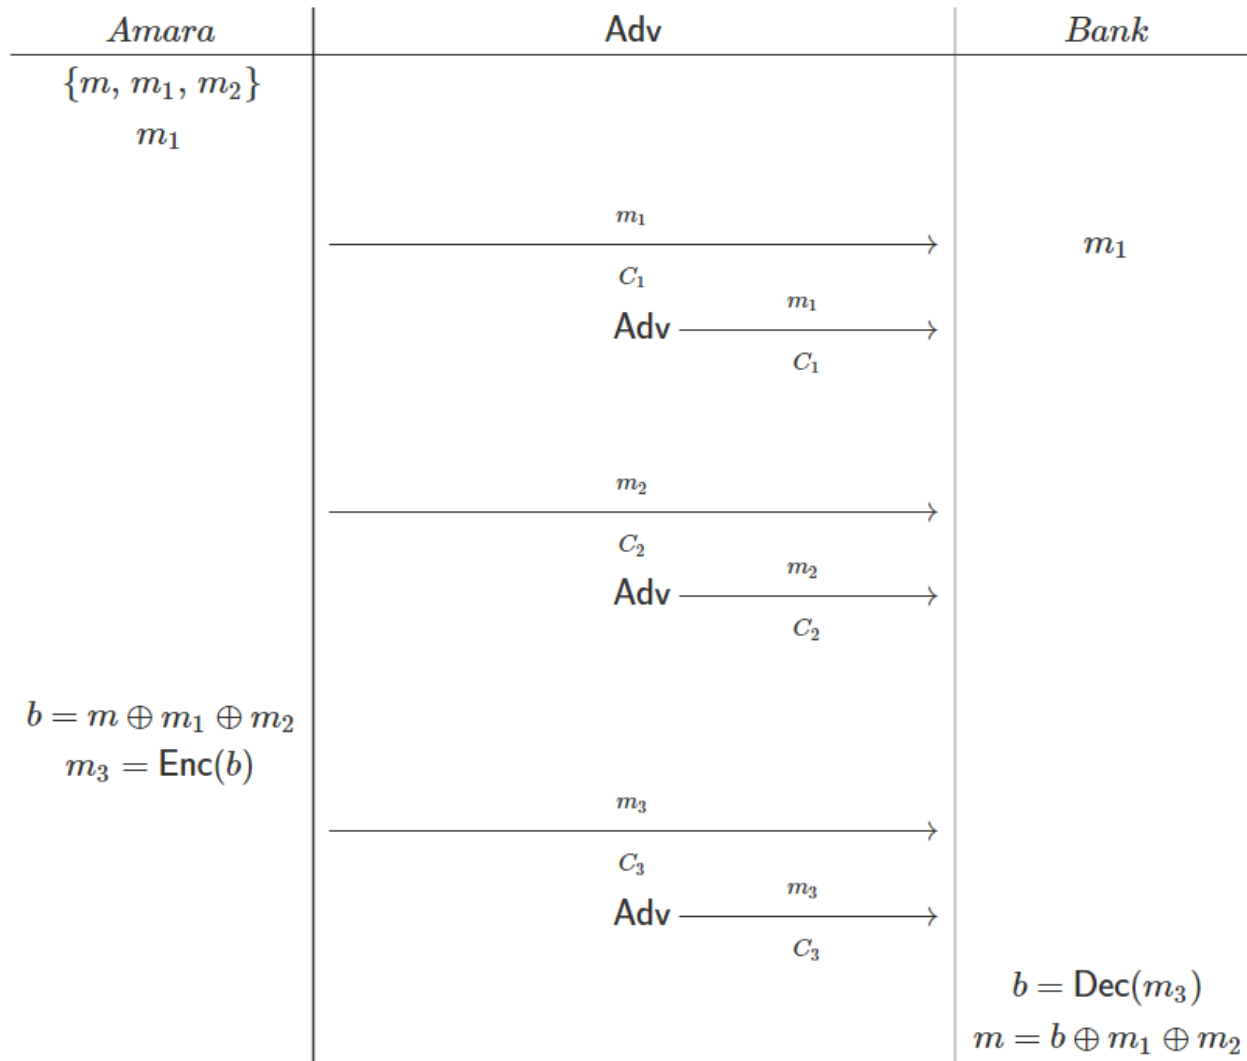 Amara Adv Bank
{m, m₁, m₂}
m₁
m₁
m₁
C₁
m₁
Adv
C₁
m₂
C₂
m₂
Adv
C₂
b = m ⊕ m₁ ⊕ m₂
m₃ = Enc(b)
m₃
C₃
m₃
Adv
C₃
b = Dec(m₃)
m = b ⊕ m₁ ⊕ m₂